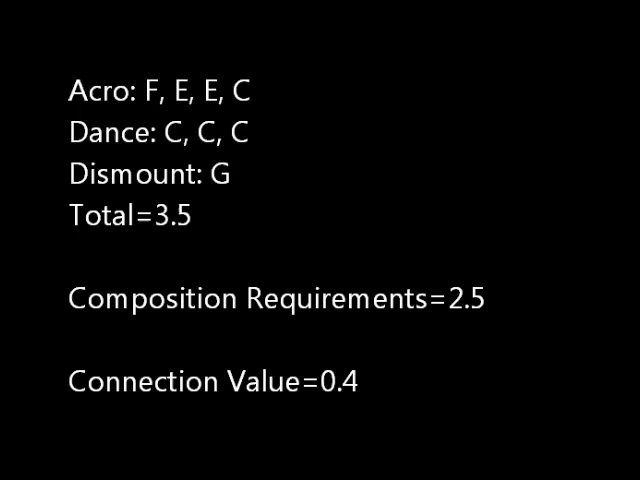 Acro: F, E, E, C
Dance: C, C, C
Dismount: G
Total=3.5
Composition Requirements=2.5
Connection Value=0.4